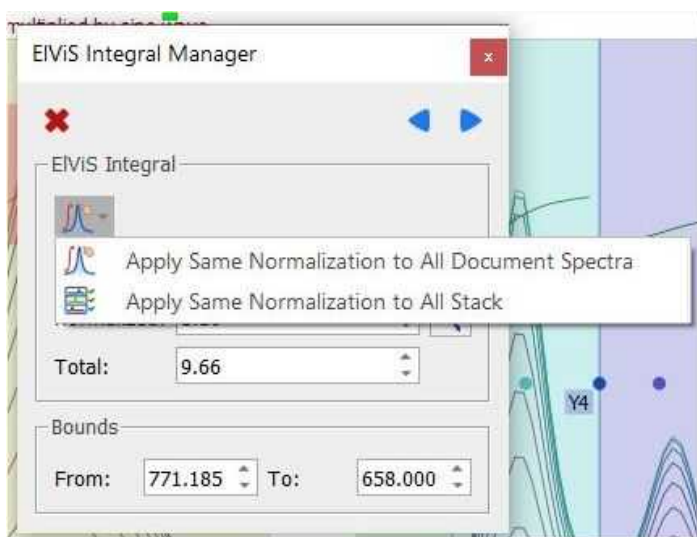 ElViS Integral Manager
x
ElViS Integral
Apply Same Normalization to All Document Spectra
Apply Same Normalization to All Stack
Total: 9.66
Y4
Bounds
From: 771.185 To: 658.000